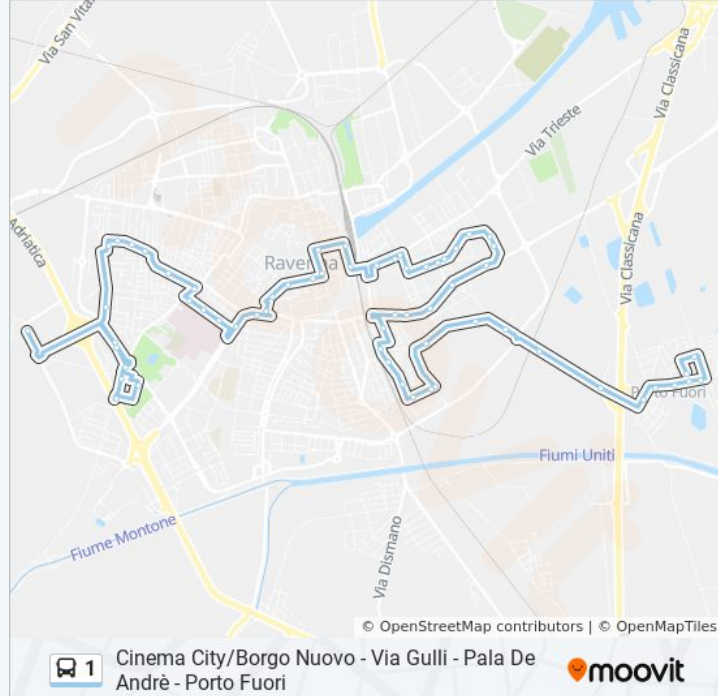 Via San Vital
Via Classicana
Via Trieste
Adriatica
Ravenna
Via Classicana
Porto Fuori
Fiumi Uniti
Fiume Montone
Via Dismano
© OpenStreetMap contributors | © OpenMapTiles
1
Cinema City/Borgo Nuovo - Via Gulli - Pala De
Andrè - Porto Fuori
moovit